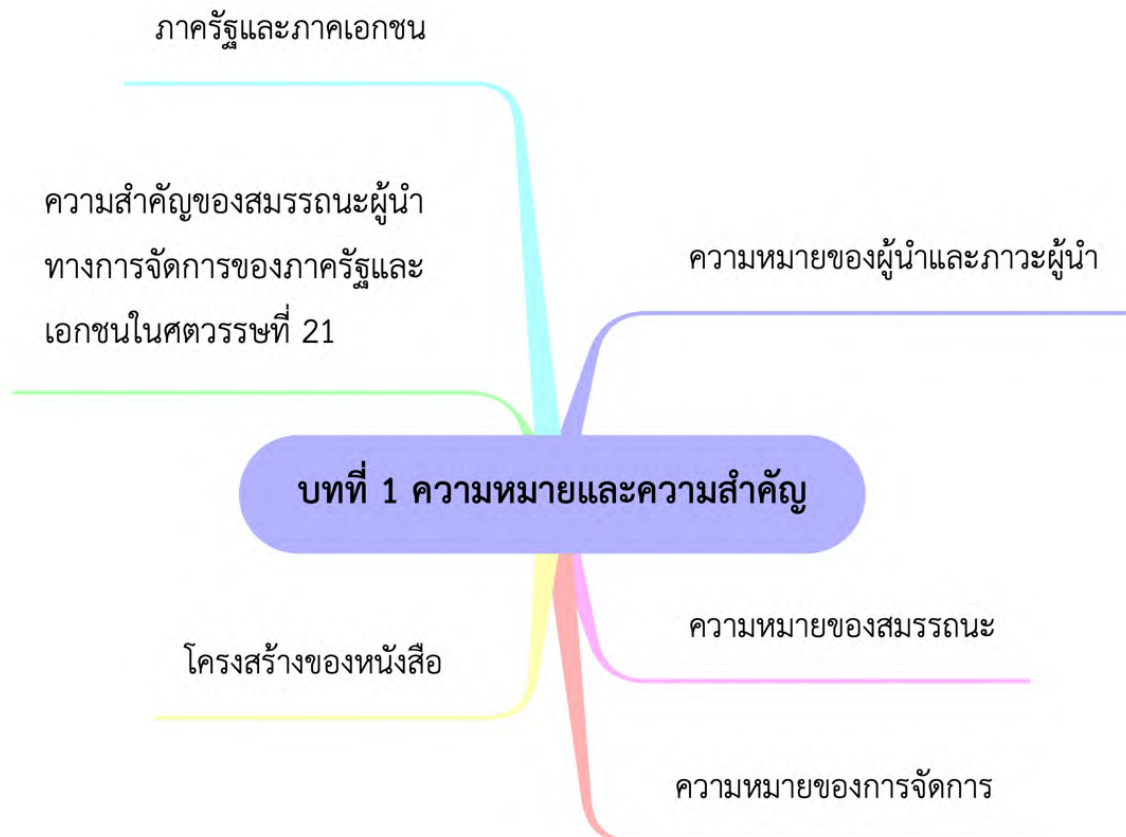 ภาครัฐและภาคเอกชน
ความสำคัญของสมรรถนะผู้นำ
ทางการจัดการของภาครัฐและ
เอกชนในศตวรรษที่ 21
ความหมายของผู้นำและภาวะผู้นำ
บทที่ 1 ความหมายและความสำคัญ
ความหมายของสมรรถนะ
โครงสร้างของหนังสือ
ความหมายของการจัดการ